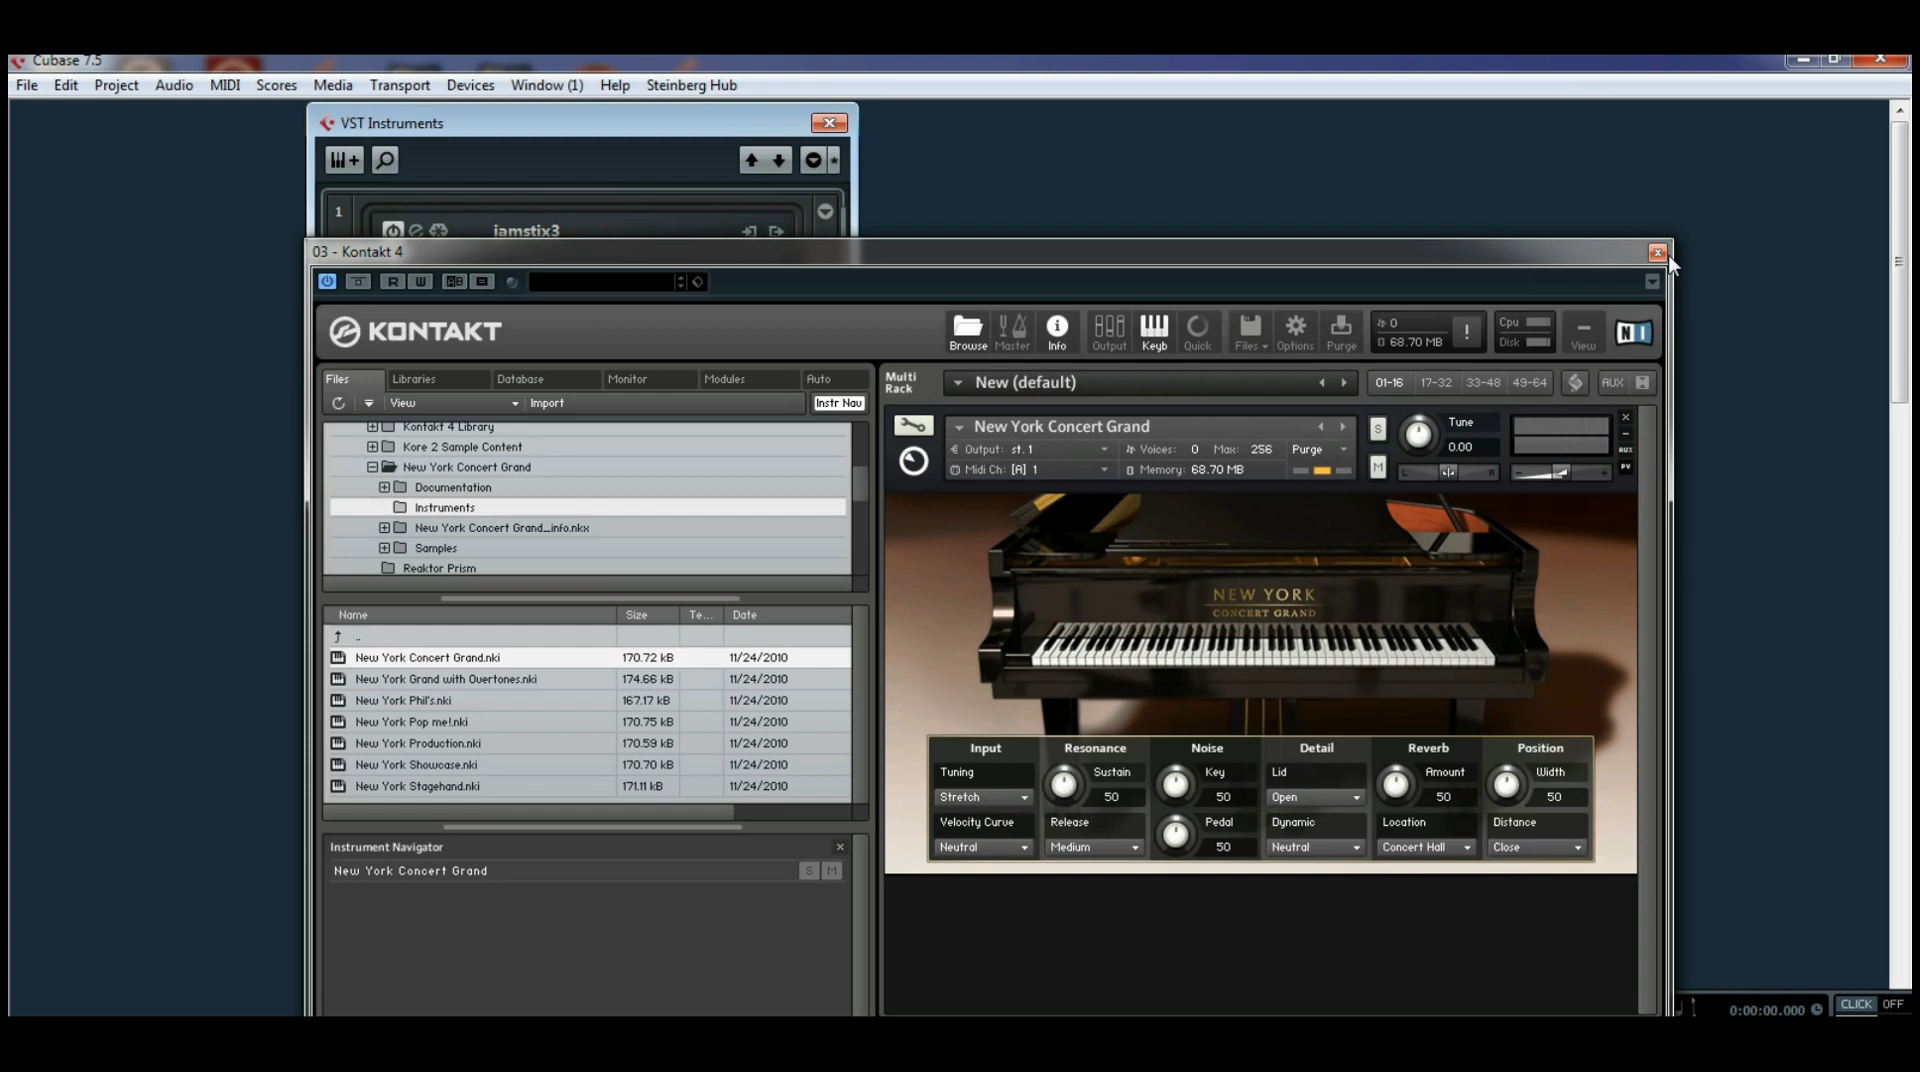 Cubase 7.5
File Edit Project Audio MIDI Scores Media Transport Devices Window (1) Help Steinberg Hub
VST Instruments
1
jamstix3
03 - Kontakt 4
R W AB
KONTAKT
Browse Master Info Output Keyb Quick Files Options Purge
0
68.70 MB
!
Cpu
Disk
View
NI
Files Libraries Database Monitor Modules Auto
View Import Instr Nav
Kontakt 4 Library
Kore 2 Sample Content
New York Concert Grand
Documentation
Instruments
New York Concert Grand_info.nkx
Samples
Reaktor Prism
Name Size Te... Date
..
New York Concert Grand.nki 170.72 kB 11/24/2010
New York Grand with Overtones.nki 174.66 kB 11/24/2010
New York Phil's.nki 167.17 kB 11/24/2010
New York Pop me!.nki 170.75 kB 11/24/2010
New York Production.nki 170.59 kB 11/24/2010
New York Showcase.nki 170.70 kB 11/24/2010
New York Stagehand.nki 171.11 kB 11/24/2010
Instrument Navigator
New York Concert Grand S M
Multi
Rack
New (default)
01-16 17-32 33-48 49-64 AUX
New York Concert Grand
Output: st.1 Voices: 0 Max: 256 Purge
Midi Ch: [A] 1 Memory: 68.70 MB
S
M
Tune
0.00
L R
- +
AUX
PV
NEW YORK
CONCERT GRAND
Input Resonance Noise Detail Reverb Position
Tuning Sustain Key Lid Amount Width
Stretch 50 50 Open 50 50
Velocity Curve Release Pedal Dynamic Location Distance
Neutral Medium 50 Neutral Concert Hall Close
0:00:00.000 CLICK OFF